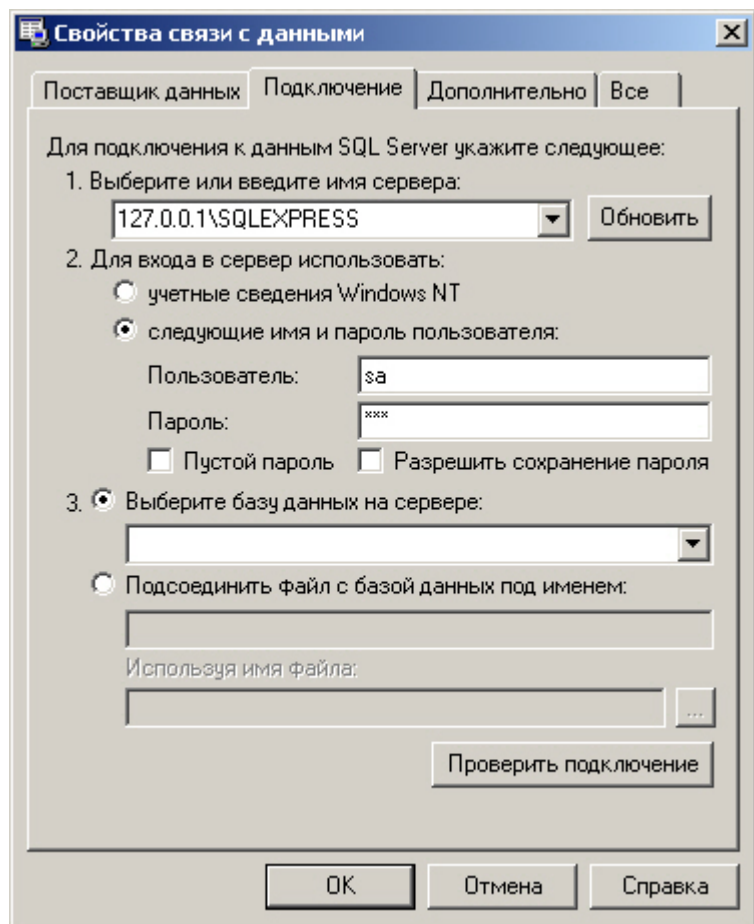 Свойства связи с данными
Поставщик данных Подключение Дополнительно Все
Для подключения к данным SQL Server укажите следующее:
1. Выберите или введите имя сервера:
127.0.0.1\SQLEXPRESS Обновить
2. Для входа в сервер использовать:
учетные сведения Windows NT
следующие имя и пароль пользователя:
Пользователь: sa
Пароль: ***
Пустой пароль Разрешить сохранение пароля
3. Выберите базу данных на сервере:
Подсоединить файл с базой данных под именем:
Используя имя файла:
...
Проверить подключение
OK Отмена Справка